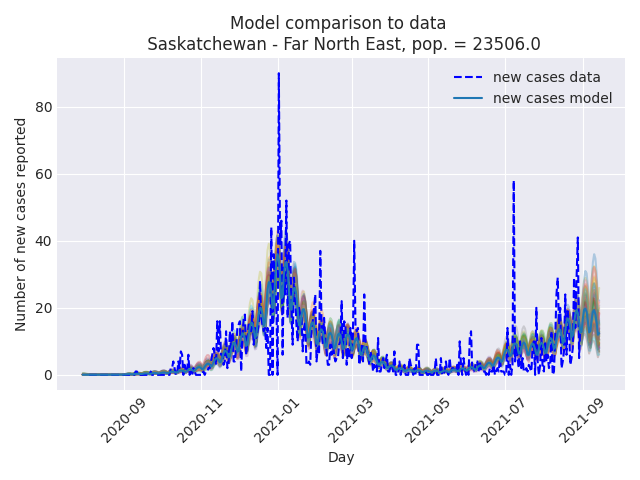 Model comparison to data
Saskatchewan - Far North East, pop. = 23506.0
new cases data
new cases model
Number of new cases reported
80
60
40
20
0
2020-09
2020-11
2021-01
2021-03
2021-05
2021-07
2021-09
Day